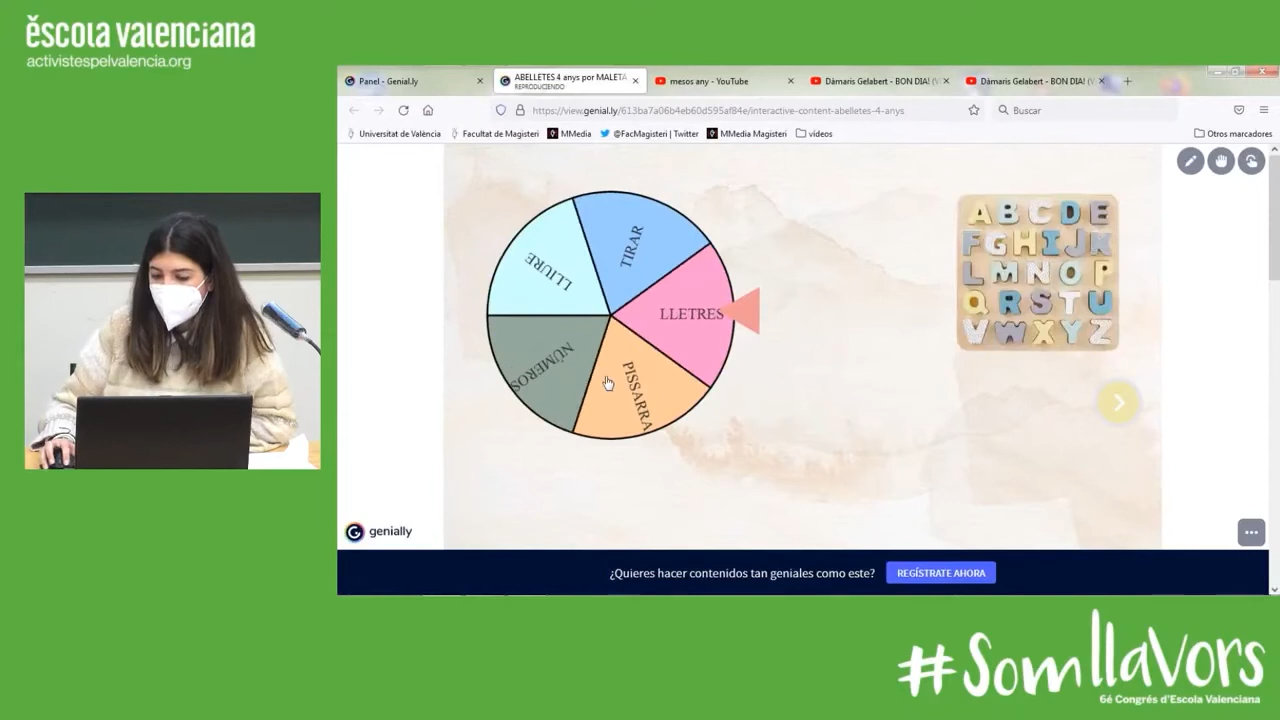 ĕscola valenciana
activistespelvalencia.org
Panel - Genial.ly
ABELLETES 4 anys por MALETA
REPRODUCIENDO
mesos any - YouTube
Dàmaris Gelabert - BON DIA! (V
Dàmaris Gelabert - BON DIA! (V
https://view.genial.ly/613ba7a06b4eb60d595af84e/interactive-content-abelletes-4-anys
Buscar
Universitat de València
Facultat de Magisteri
MMedia
@FacMagisteri | Twitter
MMedia Magisteri
vídeos
Otros marcadores
TIRAR
LLIURE
LLETRES
NÚMEROS
PISSARRA
A B C D E
F G H I J K
L M N O P
Q R S T U
V W X Y Z
genially
¿Quieres hacer contenidos tan geniales como este?
REGÍSTRATE AHORA
#SomllaVors
6é Congrés d'Escola Valenciana